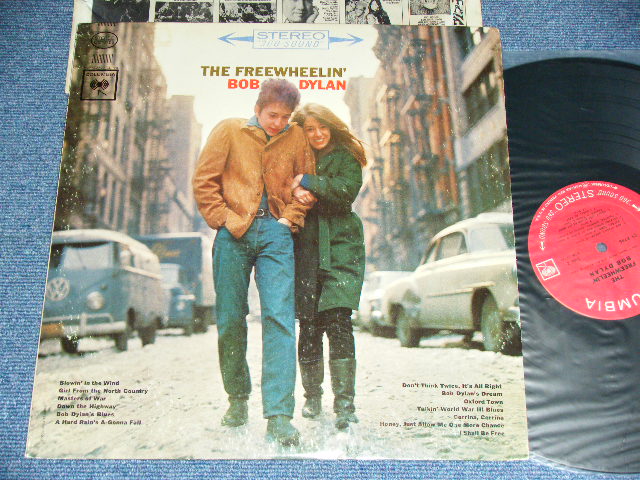 STEREO
360 SOUND
COLUMBIA
THE FREEWHEELIN'
BOB DYLAN
Blowin' in the Wind
Girl From the North Country
Masters of War
Down the Highway
Bob Dylan's Blues
A Hard Rain's A-Gonna Fall
Don't Think Twice, It's All Right
Bob Dylan's Dream
Oxford Town
Talkin' World War III Blues
Corrina, Corrina
Honey, Just Allow Me One More Chance
I Shall Be Free
STEREO
THE
FREEWHEELIN'
BOB DYLAN
UMBIA